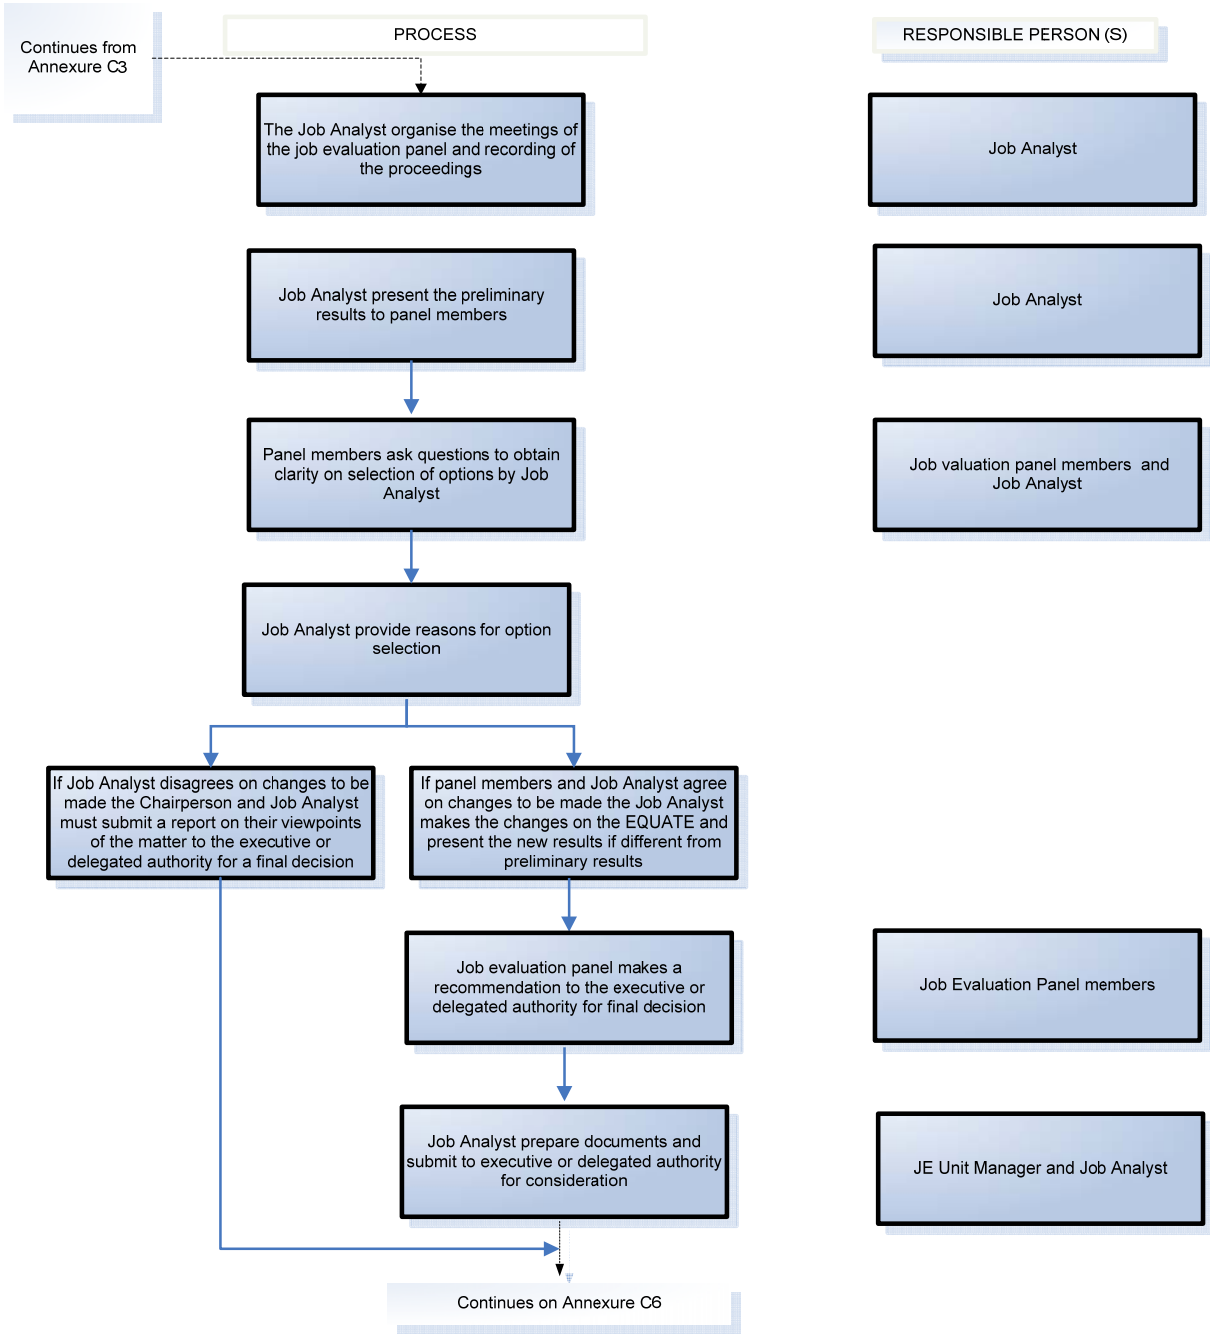 Continues from
Annexure C3
PROCESS
RESPONSIBLE PERSON (S)
The Job Analyst organise the meetings of
the job evaluation panel and recording of
the proceedings
Job Analyst
Job Analyst present the preliminary
results to panel members
Job Analyst
Panel members ask questions to obtain
clarity on selection of options by Job
Analyst
Job valuation panel members and
Job Analyst
Job Analyst provide reasons for option
selection
If Job Analyst disagrees on changes to be
made the Chairperson and Job Analyst
must submit a report on their viewpoints
of the matter to the executive or
delegated authority for a final decision
If panel members and Job Analyst agree
on changes to be made the Job Analyst
makes the changes on the EQUATE and
present the new results if different from
preliminary results
Job evaluation panel makes a
recommendation to the executive or
delegated authority for final decision
Job Evaluation Panel members
Job Analyst prepare documents and
submit to executive or delegated authority
for consideration
JE Unit Manager and Job Analyst
Continues on Annexure C6